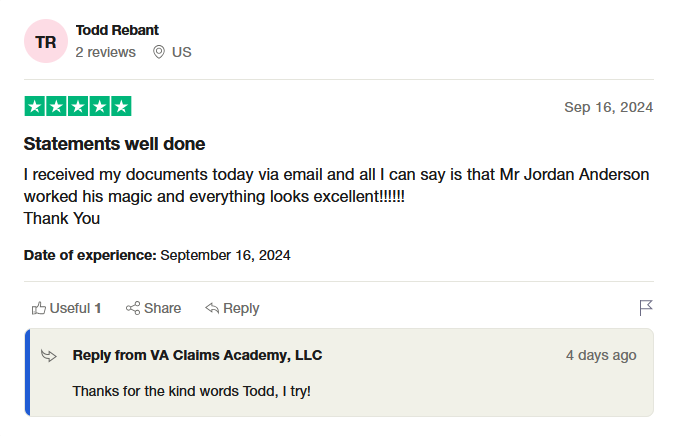 TR
Todd Rebant
2 reviews US
Sep 16, 2024
Statements well done
I received my documents today via email and all I can say is that Mr Jordan Anderson
worked his magic and everything looks excellent!!!!!!
Thank You
Date of experience: September 16, 2024
Useful 1 Share Reply
Reply from VA Claims Academy, LLC 4 days ago
Thanks for the kind words Todd, I try!